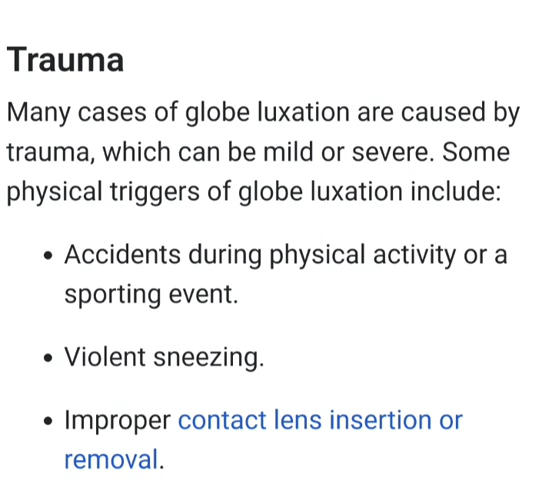 Trauma
Many cases of globe luxation are caused by
trauma, which can be mild or severe. Some
physical triggers of globe luxation include:
• Accidents during physical activity or a
sporting event.
• Violent sneezing.
• Improper contact lens insertion or
removal.